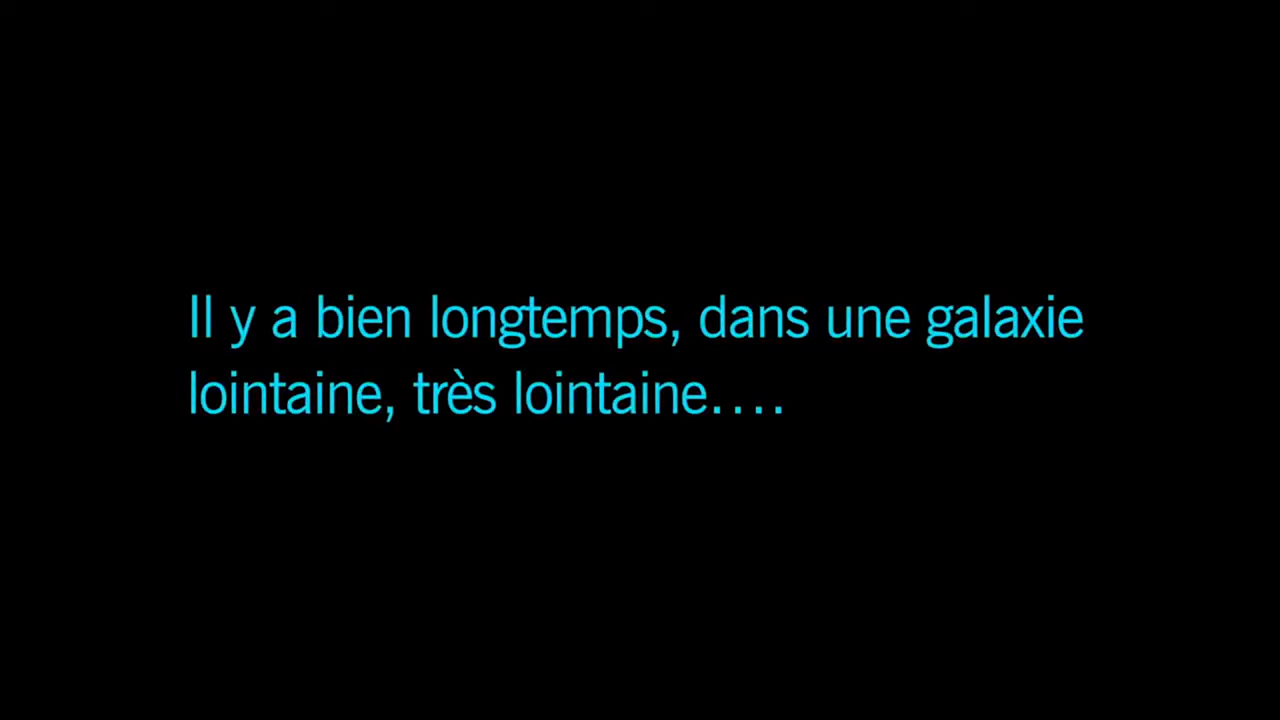 Il y a bien longtemps, dans une galaxie
lointaine, très lointaine....